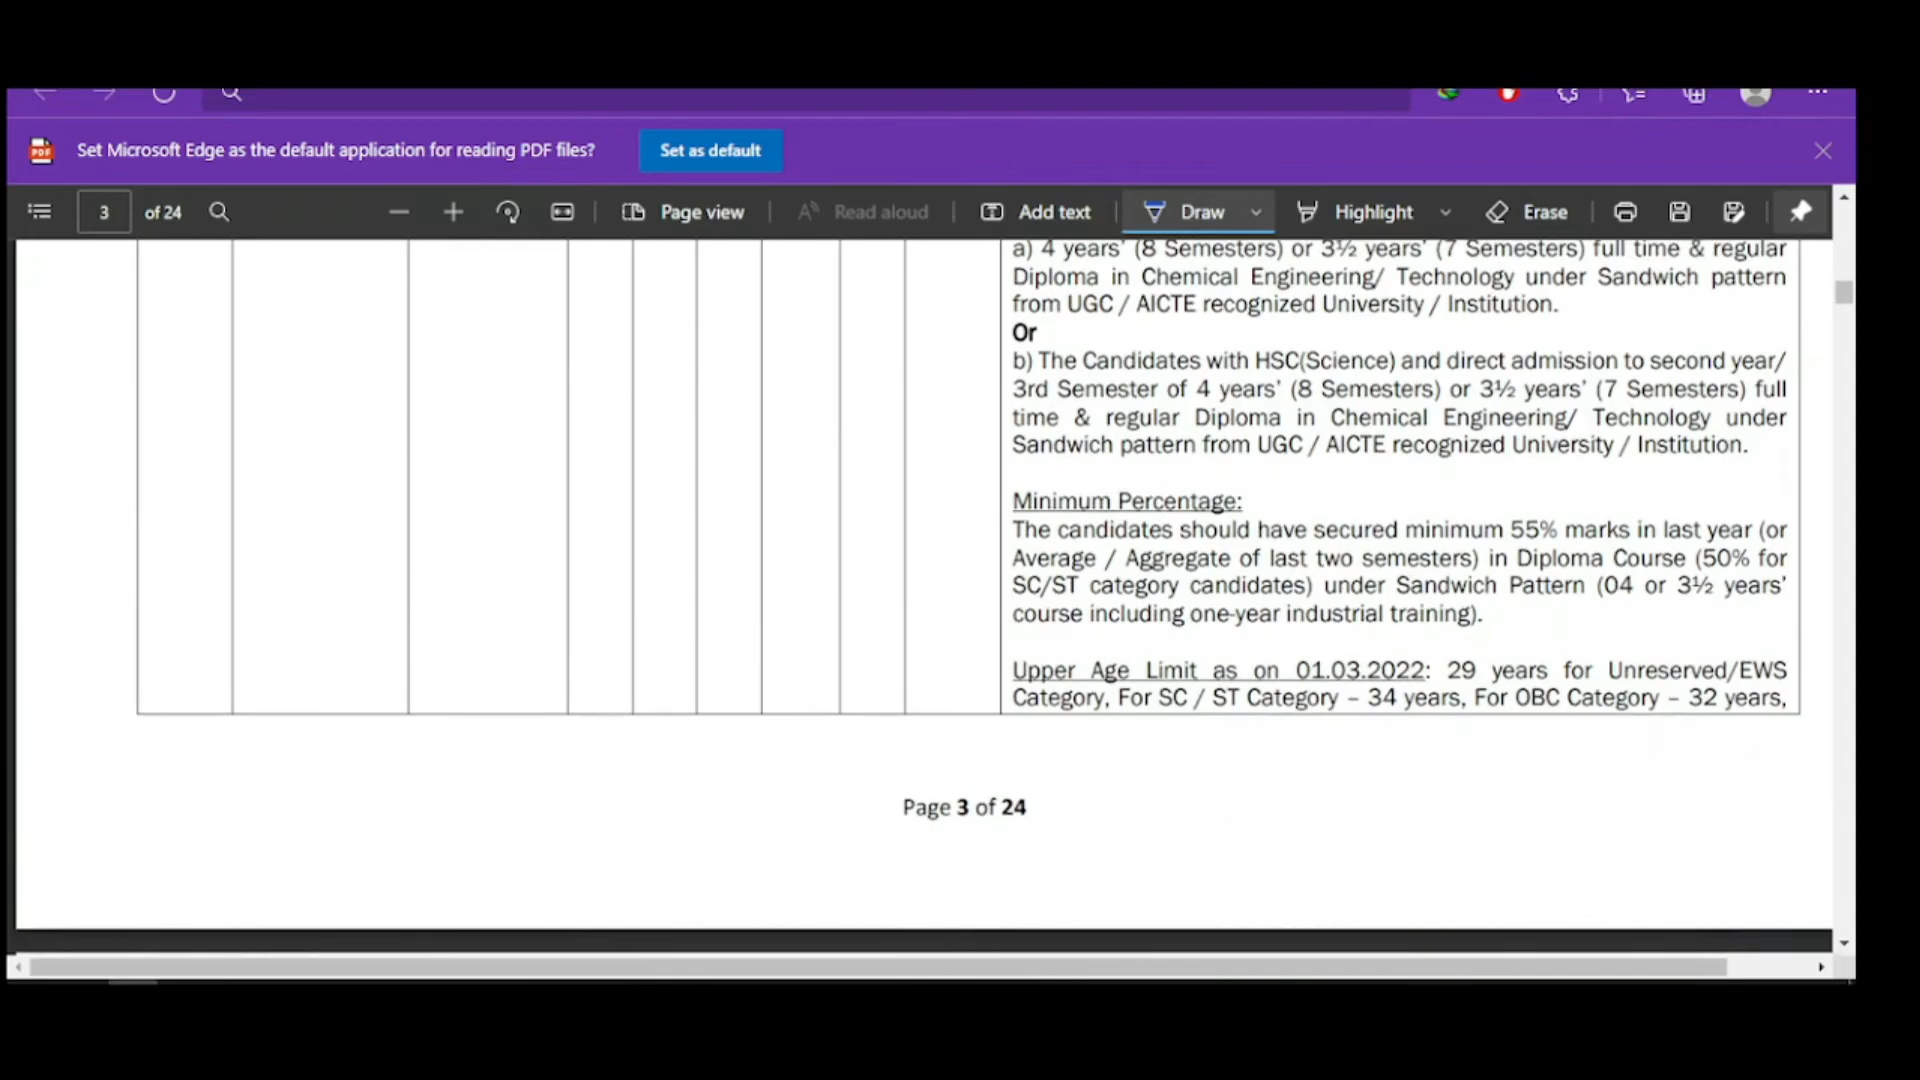 Set Microsoft Edge as the default application for reading PDF files?
Set as default
3 of 24
Page view
Read aloud
Add text
Draw
Highlight
Erase
a) 4 years' (8 Semesters) or 3½ years' (7 Semesters) full time & regular
Diploma in Chemical Engineering/ Technology under Sandwich pattern
from UGC / AICTE recognized University / Institution.
Or
b) The Candidates with HSC(Science) and direct admission to second year/
3rd Semester of 4 years' (8 Semesters) or 3½ years' (7 Semesters) full
time & regular Diploma in Chemical Engineering/ Technology under
Sandwich pattern from UGC / AICTE recognized University / Institution.
Minimum Percentage:
The candidates should have secured minimum 55% marks in last year (or
Average / Aggregate of last two semesters) in Diploma Course (50% for
SC/ST category candidates) under Sandwich Pattern (04 or 3½ years'
course including one-year industrial training).
Upper Age Limit as on 01.03.2022: 29 years for Unreserved/EWS
Category, For SC / ST Category – 34 years, For OBC Category – 32 years,
Page 3 of 24